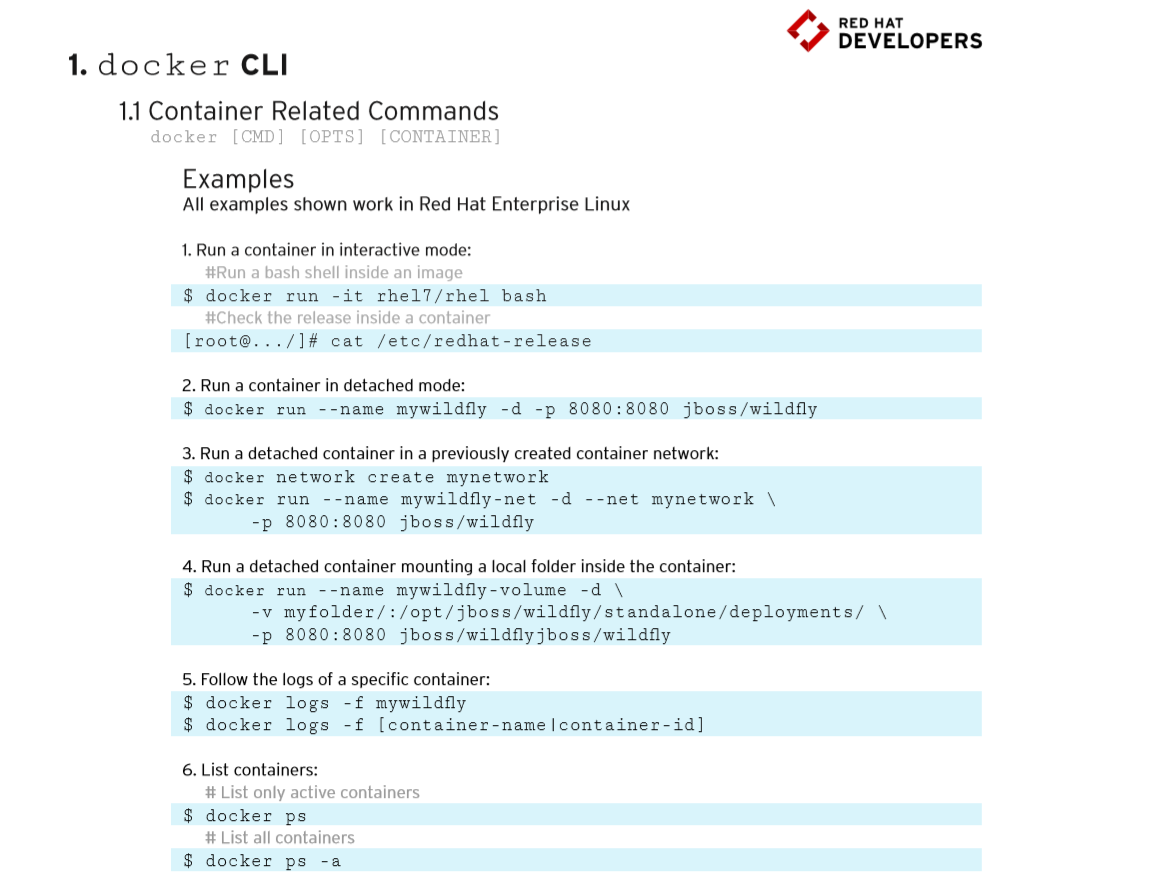 RED HAT
DEVELOPERS
1. docker CLI
1.1 Container Related Commands
docker [CMD] [OPTS] [CONTAINER]
Examples
All examples shown work in Red Hat Enterprise Linux
1. Run a container in interactive mode:
#Run a bash shell inside an image
$ docker run -it rhel7/rhel bash
#Check the release inside a container
[root@.../]# cat /etc/redhat-release
2. Run a container in detached mode:
$ docker run --name mywildfly -d -p 8080:8080 jboss/wildfly
3. Run a detached container in a previously created container network:
$ docker network create mynetwork
$ docker run --name mywildfly-net -d --net mynetwork \
-p 8080:8080 jboss/wildfly
4. Run a detached container mounting a local folder inside the container:
$ docker run --name mywildfly-volume -d \
-v myfolder/:/opt/jboss/wildfly/standalone/deployments/ \
-p 8080:8080 jboss/wildflyjboss/wildfly
5. Follow the logs of a specific container:
$ docker logs -f mywildfly
$ docker logs -f [container-name|container-id]
6. List containers:
# List only active containers
$ docker ps
# List all containers
$ docker ps -a